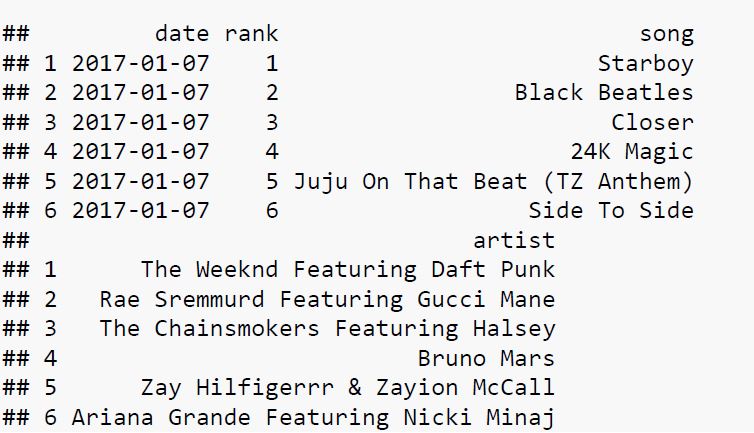 ##         date rank                          song
## 1 2017-01-07    1                       Starboy
## 2 2017-01-07    2                 Black Beatles
## 3 2017-01-07    3                        Closer
## 4 2017-01-07    4                     24K Magic
## 5 2017-01-07    5 Juju On That Beat (TZ Anthem)
## 6 2017-01-07    6                  Side To Side
##                                artist
## 1      The Weeknd Featuring Daft Punk
## 2   Rae Sremmurd Featuring Gucci Mane
## 3   The Chainsmokers Featuring Halsey
## 4                          Bruno Mars
## 5      Zay Hilfigerrr & Zayion McCall
## 6 Ariana Grande Featuring Nicki Minaj